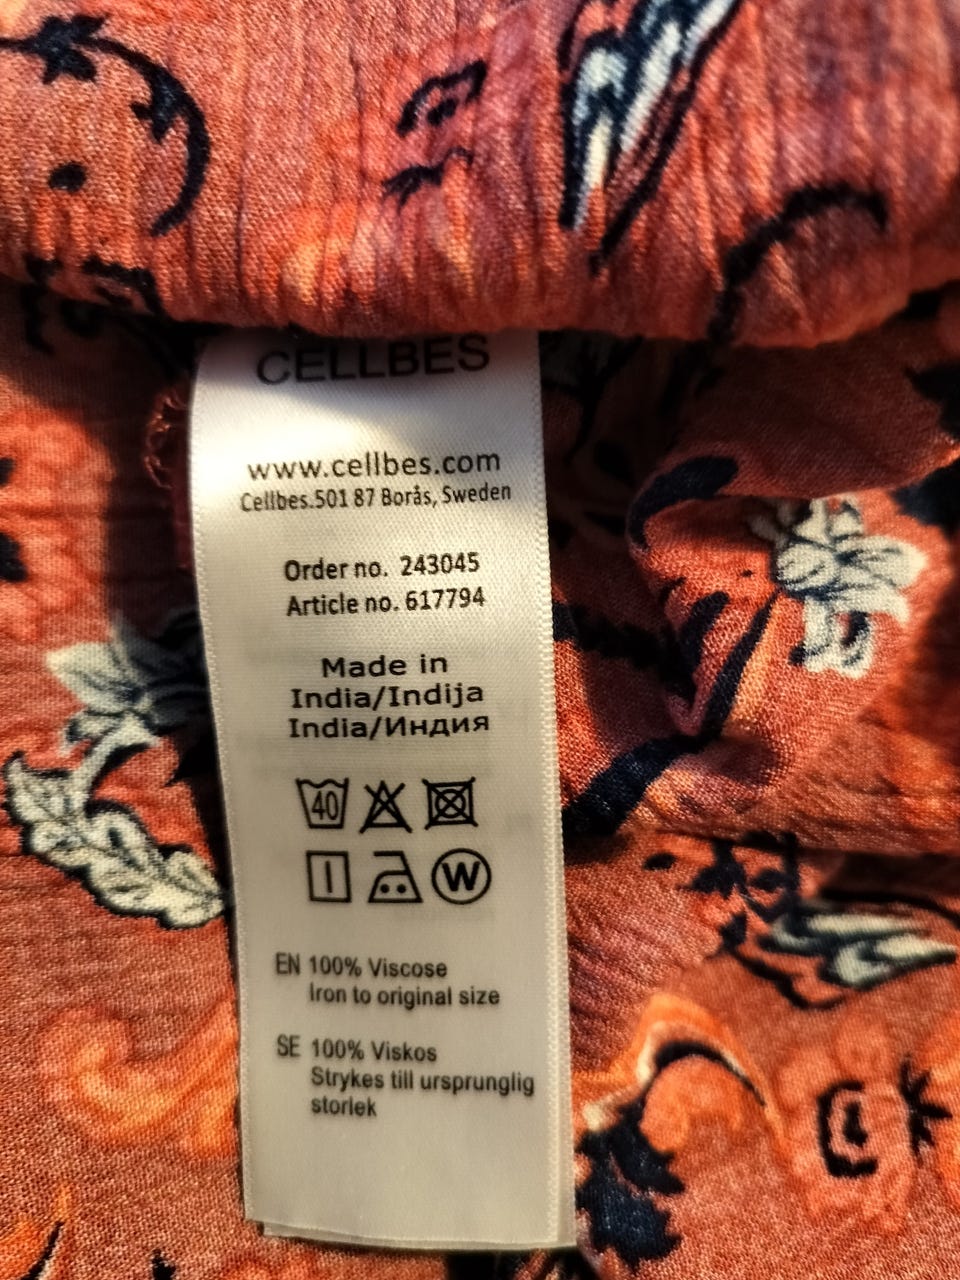 CELLBES
www.cellbes.com
Cellbes.501 87 Borås, Sweden
Order no. 243045
Article no. 617794
Made in
India/Indija
India/Индия
40
W
EN 100% Viscose
Iron to original size
SE 100% Viskos
Strykes till ursprunglig
storlek